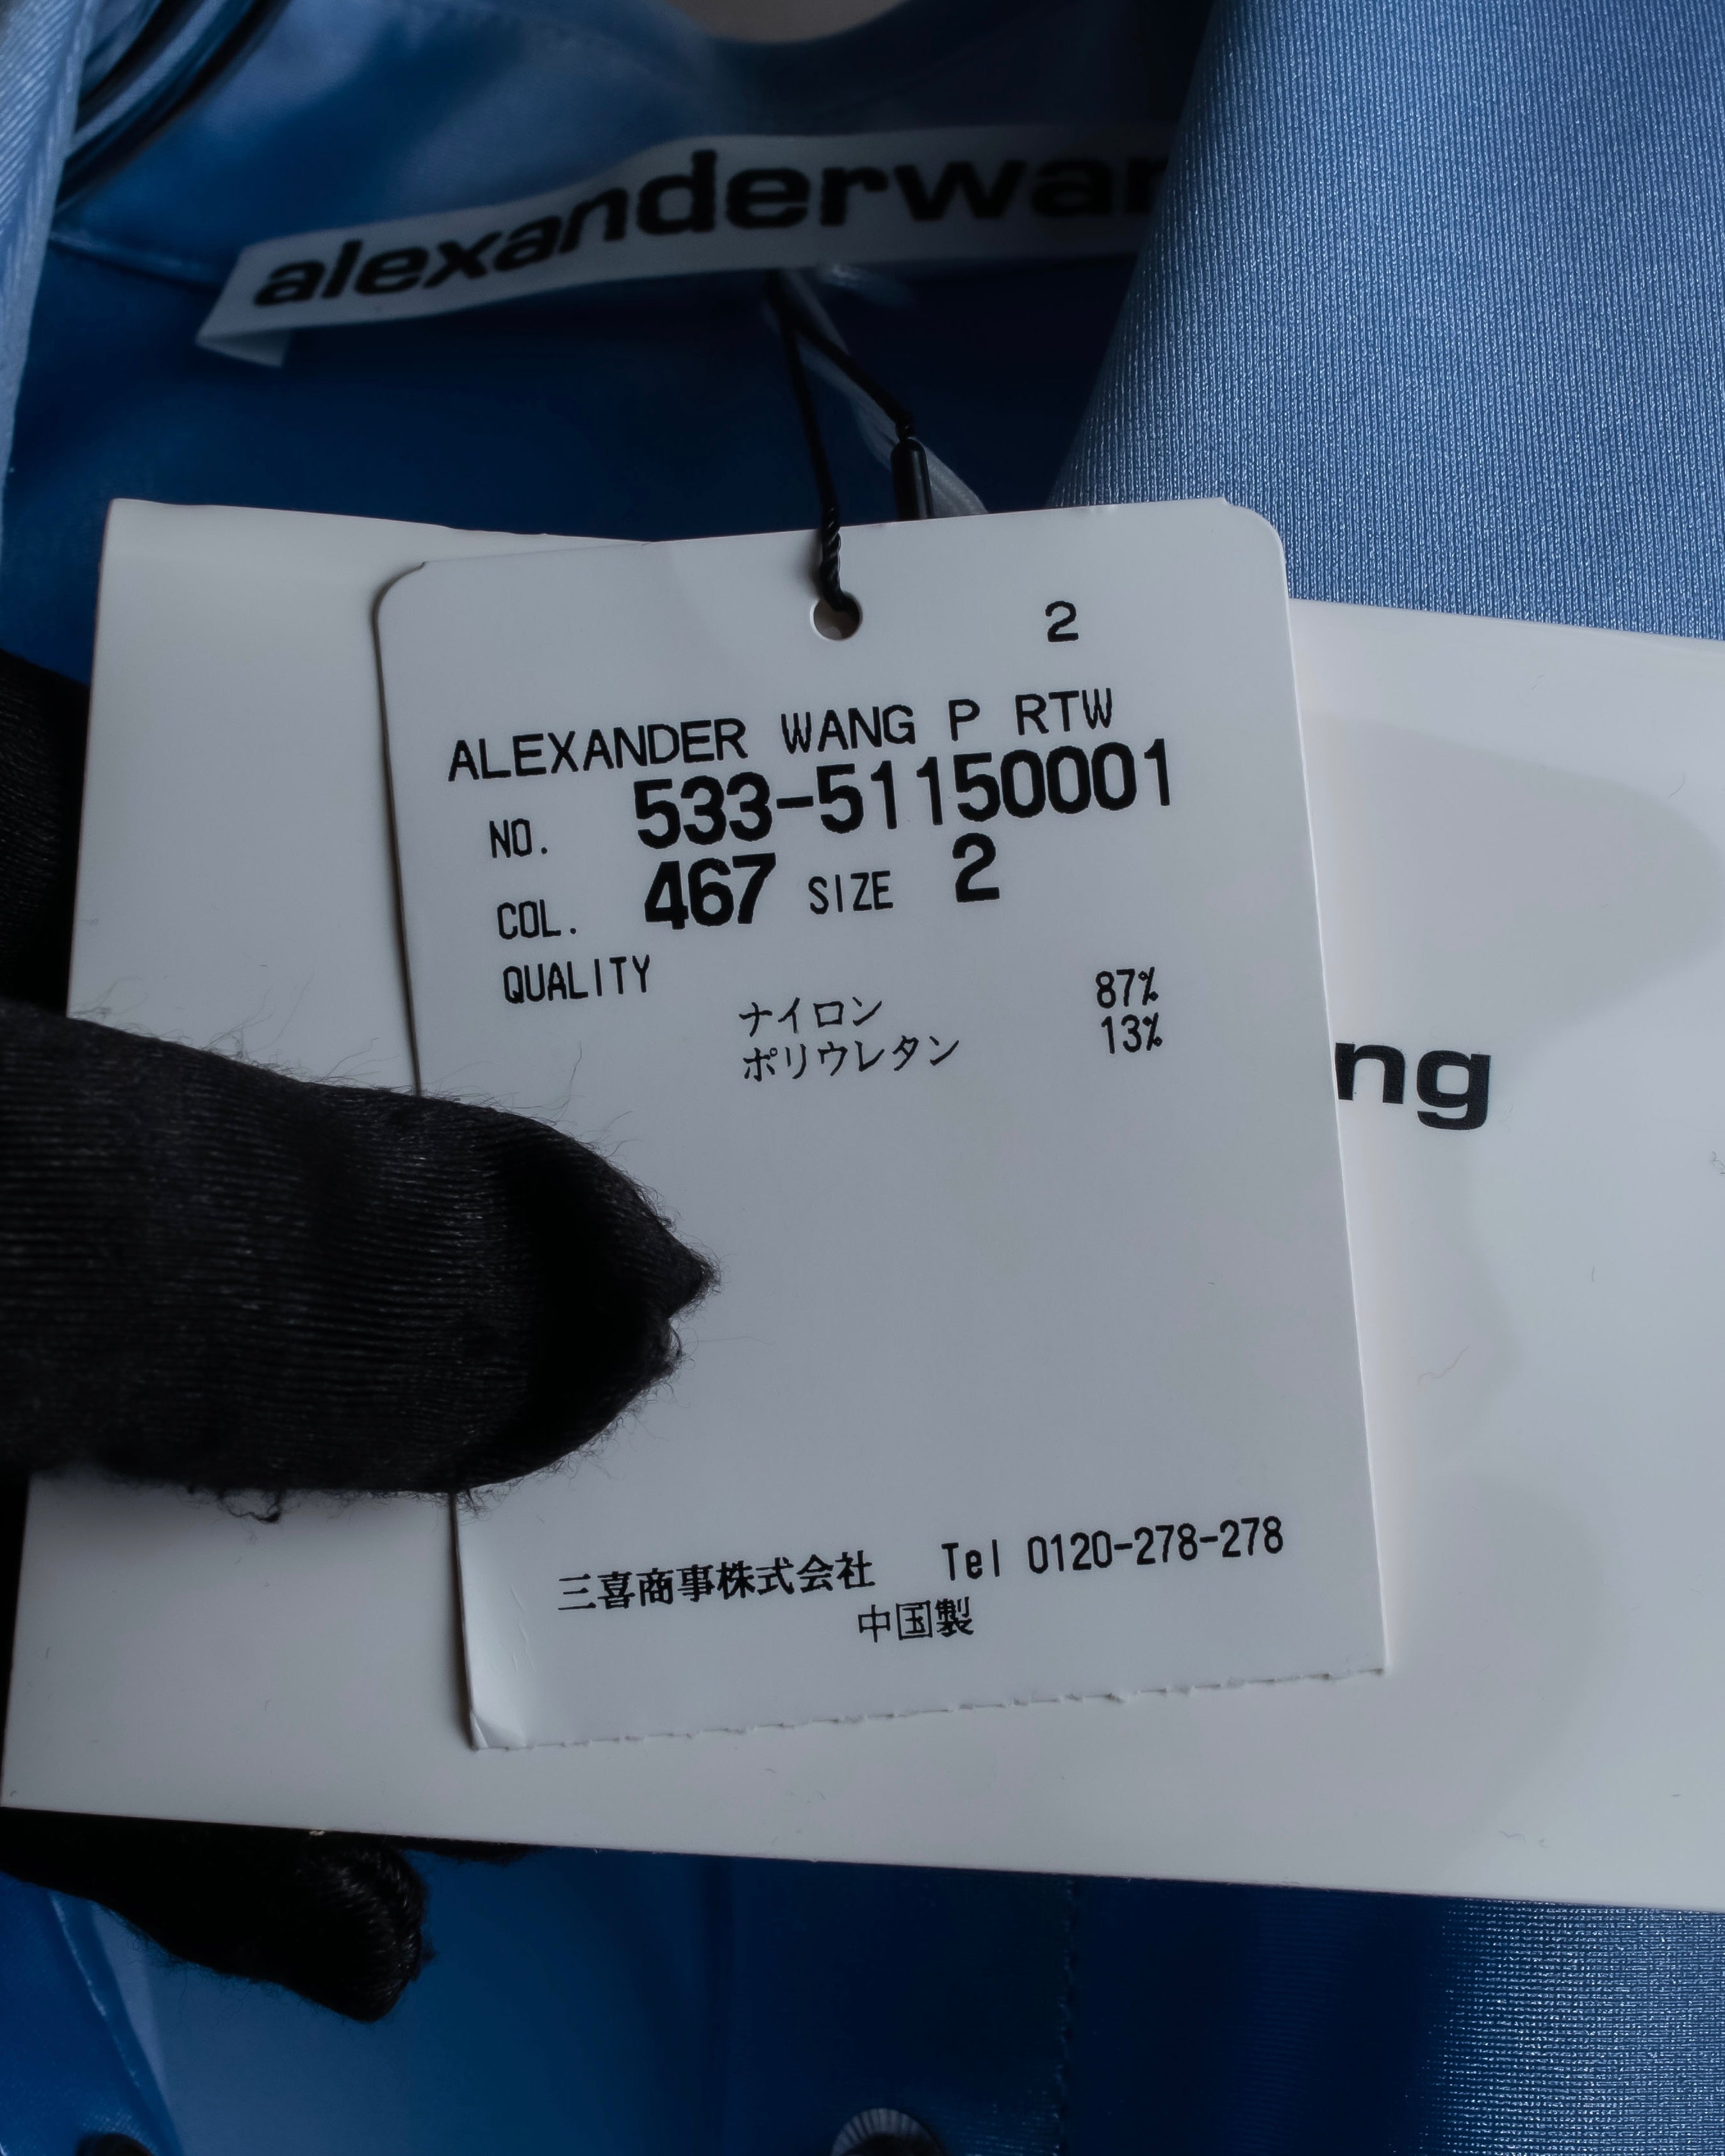 alexanderwan
2
ALEXANDER WANG P RTW
NO. 533-51150001
COL. 467 SIZE 2
QUALITY
ナイロン 87%
ポリウレタン 13%
ng
三喜商事株式会社 Tel 0120-278-278
中国製